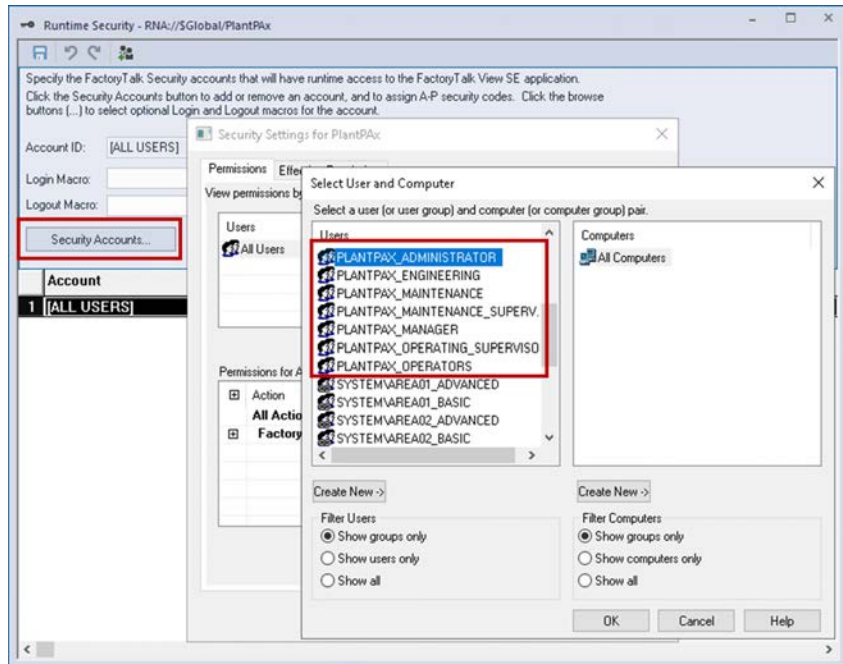 Runtime Security - RNA://$Global/PlantPAx
Specify the FactoryTalk Security accounts that will have runtime access to the FactoryTalk View SE application.
Click the Security Accounts button to add or remove an account, and to assign A-P security codes. Click the browse
buttons (...) to select optional Login and Logout macros for the account.
Account ID: [ALL USERS]
Login Macro:
Logout Macro:
Security Accounts...
Account
1 [ALL USERS]
Security Settings for PlantPAx
Permissions
View permissions by
Users
All Users
Permissions for A
Action
All Actio
Factory
Select User and Computer
Select a user (or user group) and computer (or computer group) pair.
Users
PLANTPAX_ADMINISTRATOR
PLANTPAX_ENGINEERING
PLANTPAX_MAINTENANCE
PLANTPAX_MAINTENANCE_SUPERV.
PLANTPAX_MANAGER
PLANTPAX_OPERATING_SUPERVISO
PLANTPAX_OPERATORS
SYSTEM\AREA01_ADVANCED
SYSTEM\AREA01_BASIC
SYSTEM\AREA02_ADVANCED
SYSTEM\AREA02_BASIC
Computers
All Computers
Create New ->
Create New ->
Filter Users
Show groups only
Show users only
Show all
Filter Computers
Show groups only
Show computers only
Show all
OK Cancel Help